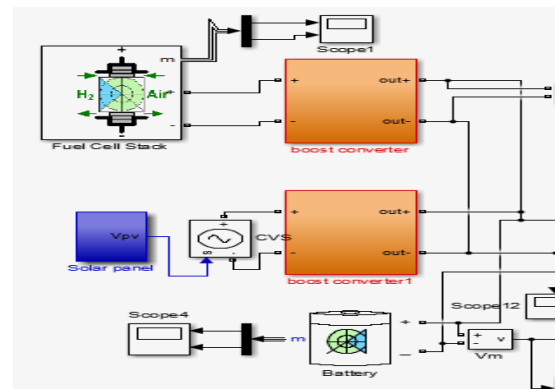 +
m
Scope1
H2
Air
+
-
Fuel Cell Stack
+
-
out+
out-
boost converter
Vpv
Solar panel
+
s
-
CVS
+
-
out+
out-
boost converter1
Scope12
Scope4
m
+
-
Battery
+
-
v
Vm